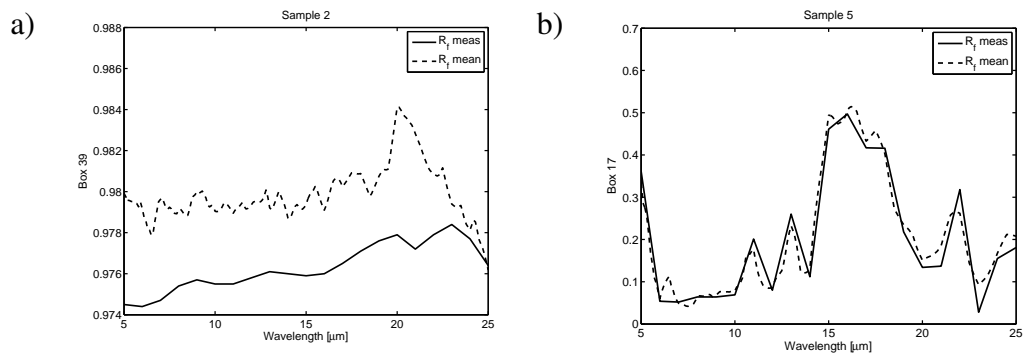 a)
Sample 2
0.988
0.986
0.984
0.982
0.98
0.978
0.976
0.974
Box 39
5 10 15 20 25
Wavelength [μm]
R_f meas
R_f mean
b)
Sample 5
0.7
0.6
0.5
0.4
0.3
0.2
0.1
0
Box 17
5 10 15 20 25
Wavelength [μm]
R_f meas
R_f mean